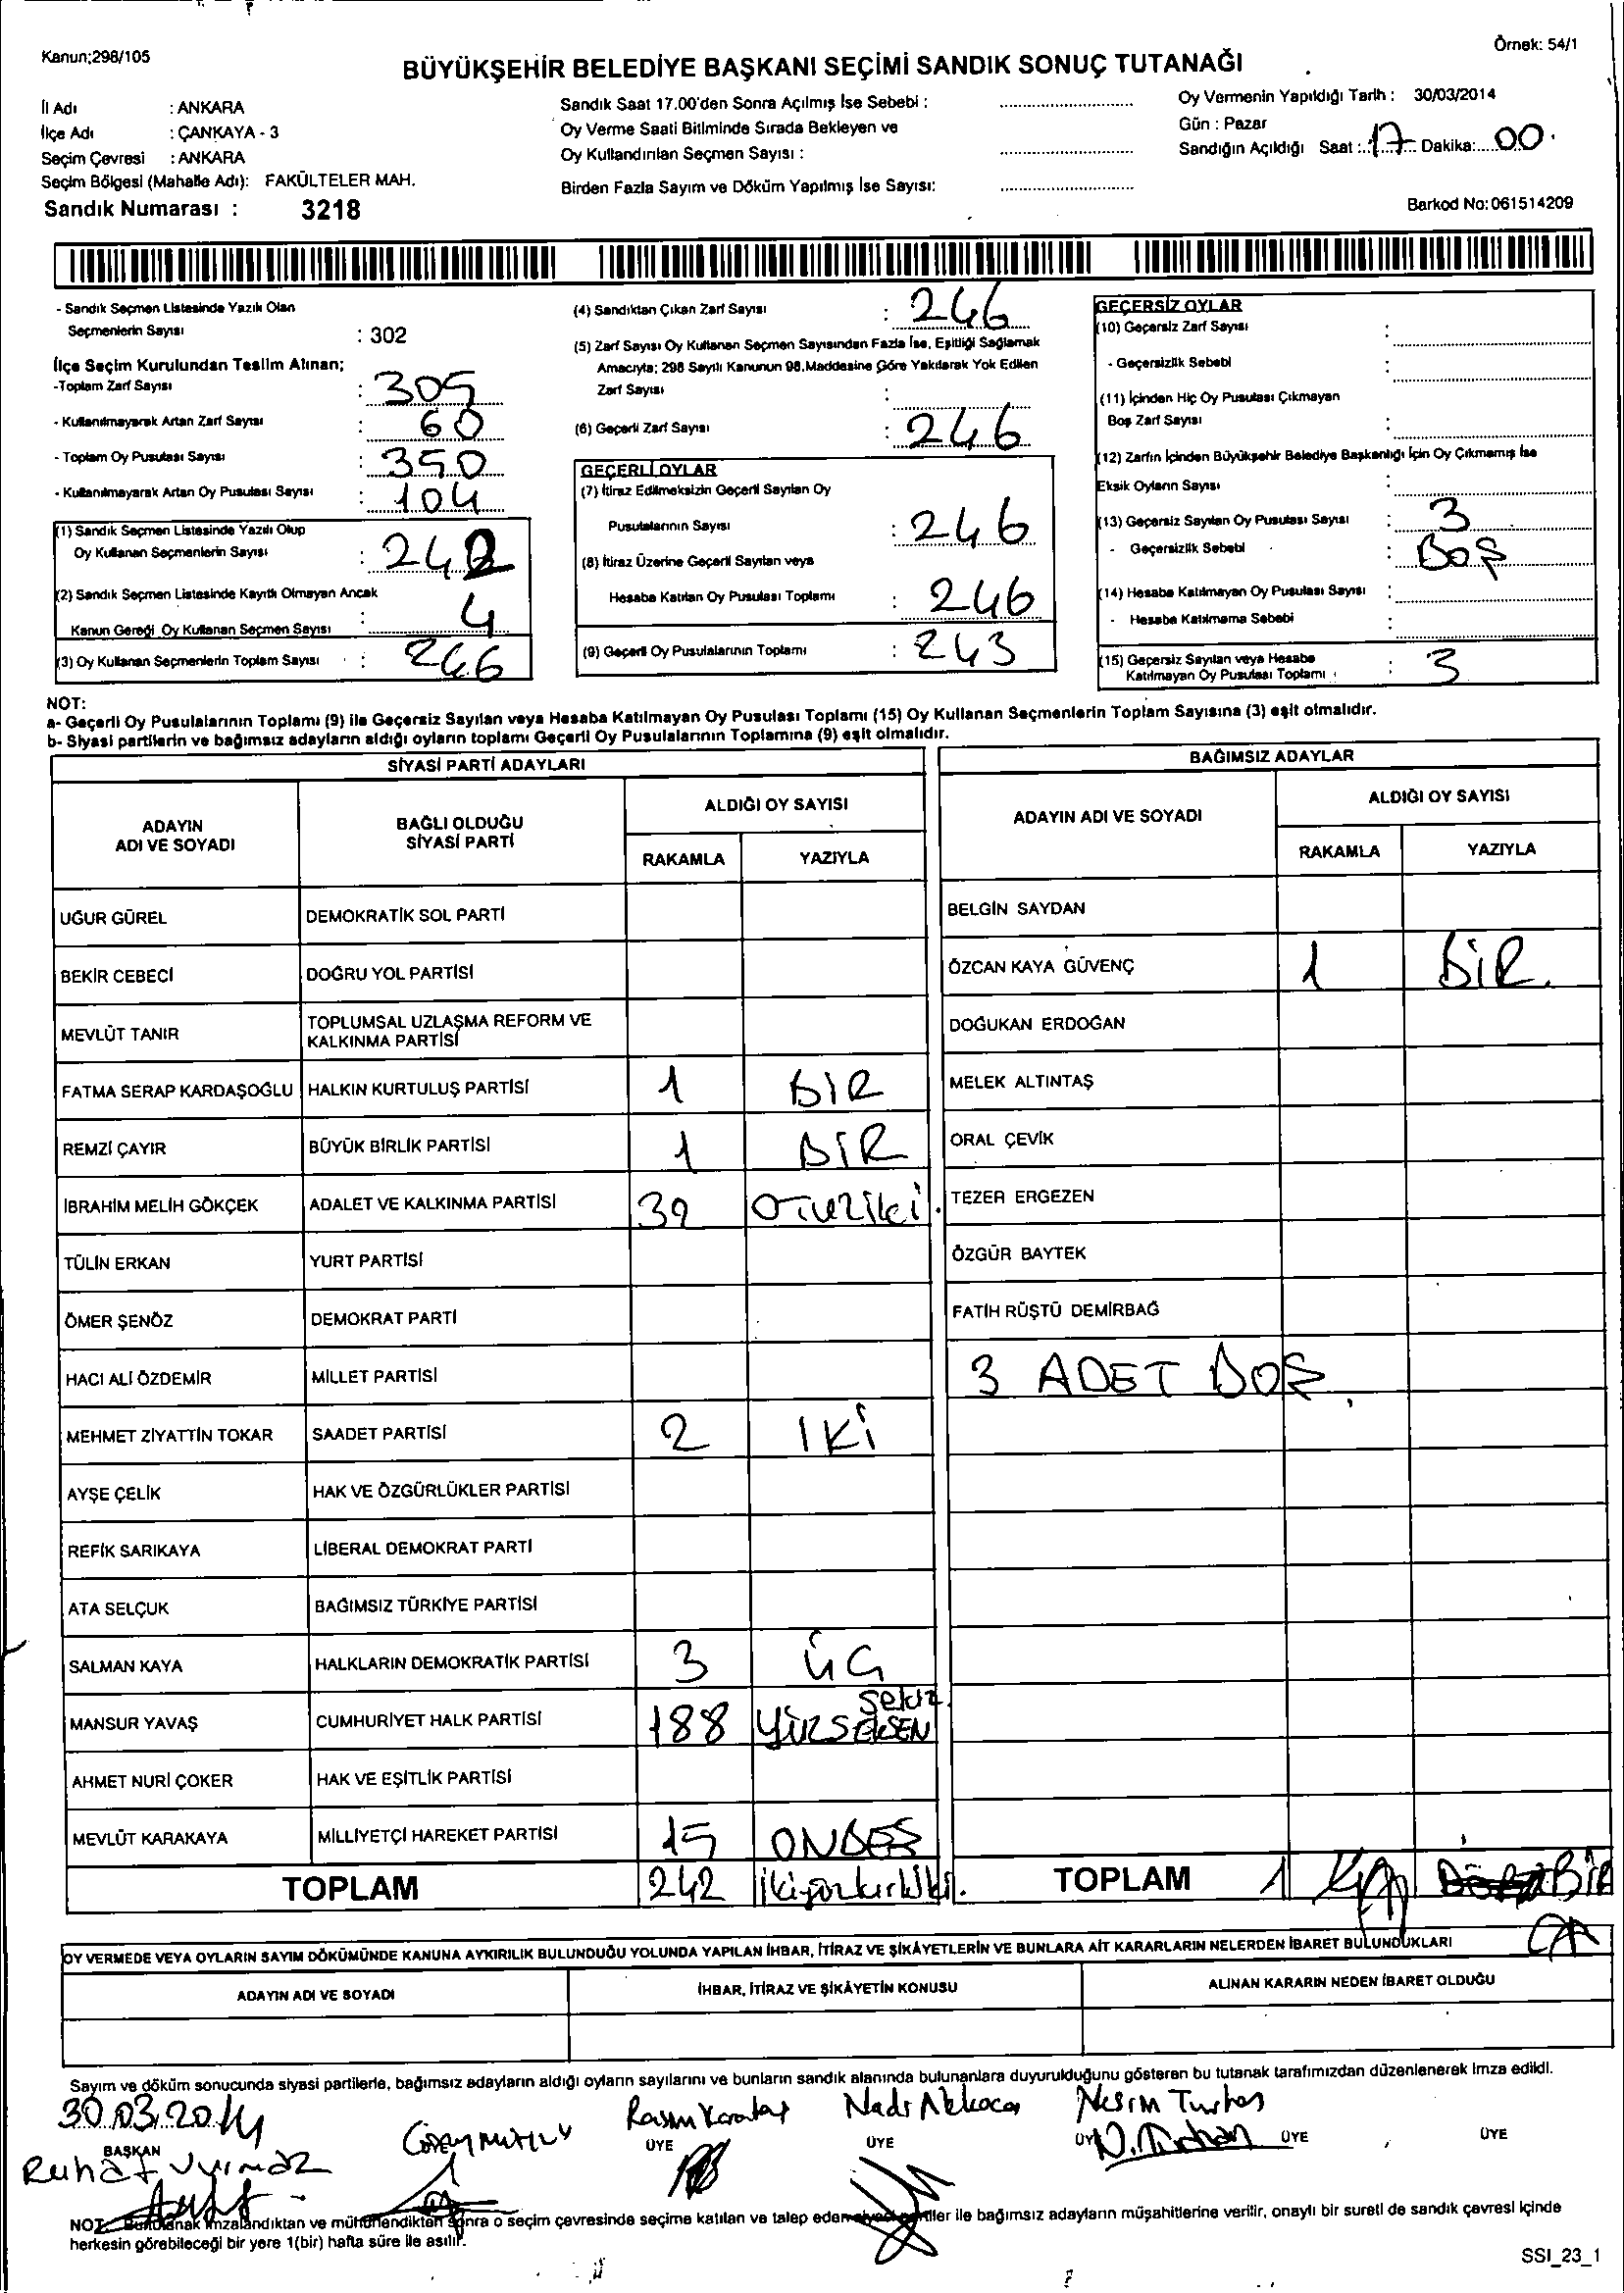 Kanun;298/105
Örnek: 54/1
BÜYÜKŞEHİR BELEDİYE BAŞKANI SEÇİMİ SANDIK SONUÇ TUTANAĞI
İl Adı : ANKARA
İlçe Adı : ÇANKAYA - 3
Seçim Çevresi : ANKARA
Seçim Bölgesi (Mahalle Adı): FAKÜLTELER MAH.
Sandık Numarası : 3218
Sandık Saat 17.00'den Sonra Açılmış İse Sebebi :
Oy Verme Saati Bitiminde Sırada Bekleyen ve
Oy Kullandırılan Seçmen Sayısı :
Birden Fazla Sayım ve Döküm Yapılmış İse Sayısı:
Oy Vermenin Yapıldığı Tarih : 30/03/2014
Gün : Pazar
Sandığın Açıldığı Saat : 17 Dakika: 00
Barkod No: 061514209
- Sandık Seçmen Listesinde Yazılı Olan
Seçmenlerin Sayısı : 302
İlçe Seçim Kurulundan Teslim Alınan;
-Toplam Zarf Sayısı : 305
- Kullanılmayarak Artan Zarf Sayısı : 60
- Toplam Oy Pusulası Sayısı : 350
- Kullanılmayarak Artan Oy Pusulası Sayısı : 104
(1) Sandık Seçmen Listesinde Yazılı Olup
Oy Kullanan Seçmenlerin Sayısı : 242
(2) Sandık Seçmen Listesinde Kayıtlı Olmayan Ancak
Kanun Gereği Oy Kullanan Seçmen Sayısı : 4
(3) Oy Kullanan Seçmenlerin Toplam Sayısı : 246
(4) Sandıktan Çıkan Zarf Sayısı : 246
(5) Zarf Sayısı Oy Kullanan Seçmen Sayısından Fazla İse, Eşitliği Sağlamak
Amacıyla; 298 Sayılı Kanunun 98.Maddesine Göre Yakılarak Yok Edilen
Zarf Sayısı :
(6) Geçerli Zarf Sayısı : 246
GEÇERLİ OYLAR
(7) İtiraz Edilmeksizin Geçerli Sayılan Oy
Pusulalarının Sayısı : 246
(8) İtiraz Üzerine Geçerli Sayılan veya
Hesaba Katılan Oy Pusulası Toplamı : 246
(9) Geçerli Oy Pusulalarının Toplamı : 243
GEÇERSİZ OYLAR
(10) Geçersiz Zarf Sayısı :
- Geçersizlik Sebebi :
(11) İçinden Hiç Oy Pusulası Çıkmayan
Boş Zarf Sayısı :
(12) Zarfın İçinden Büyükşehir Belediye Başkanlığı İçin Oy Çıkmamış İse
Eksik Oyların Sayısı :
(13) Geçersiz Sayılan Oy Pusulası Sayısı : 3
- Geçersizlik Sebebi : BOŞ
(14) Hesaba Katılmayan Oy Pusulası Sayısı :
- Hesaba Katılmama Sebebi :
(15) Geçersiz Sayılan veya Hesaba
Katılmayan Oy Pusulası Toplamı : 3
NOT:
a- Geçerli Oy Pusulalarının Toplamı (9) ile Geçersiz Sayılan veya Hesaba Katılmayan Oy Pusulası Toplamı (15) Oy Kullanan Seçmenlerin Toplam Sayısına (3) eşit olmalıdır.
b- Siyasi partilerin ve bağımsız adayların aldığı oyların toplamı Geçerli Oy Pusulalarının Toplamına (9) eşit olmalıdır.
SİYASİ PARTİ ADAYLARI
ADAYIN ADI VE SOYADI BAĞLI OLDUĞU SİYASİ PARTİ ALDIĞI OY SAYISI
RAKAMLA YAZIYLA
UĞUR GÜREL DEMOKRATİK SOL PARTİ
BEKİR CEBECİ DOĞRU YOL PARTİSİ
MEVLÜT TANIR TOPLUMSAL UZLAŞMA REFORM VE KALKINMA PARTİSİ
FATMA SERAP KARDAŞOĞLU HALKIN KURTULUŞ PARTİSİ 1 BİR
REMZİ ÇAYIR BÜYÜK BİRLİK PARTİSİ 1 BİR
İBRAHİM MELİH GÖKÇEK ADALET VE KALKINMA PARTİSİ 32 OTUZİKİ
TÜLİN ERKAN YURT PARTİSİ
ÖMER ŞENÖZ DEMOKRAT PARTİ
HACI ALİ ÖZDEMİR MİLLET PARTİSİ
MEHMET ZİYATTİN TOKAR SAADET PARTİSİ 2 İKİ
AYŞE ÇELİK HAK VE ÖZGÜRLÜKLER PARTİSİ
REFİK SARIKAYA LİBERAL DEMOKRAT PARTİ
ATA SELÇUK BAĞIMSIZ TÜRKİYE PARTİSİ
SALMAN KAYA HALKLARIN DEMOKRATİK PARTİSİ 3 ÜÇ
MANSUR YAVAŞ CUMHURİYET HALK PARTİSİ 188 YÜZSEKSEN Sekiz
AHMET NURİ ÇOKER HAK VE EŞİTLİK PARTİSİ
MEVLÜT KARAKAYA MİLLİYETÇİ HAREKET PARTİSİ 15 ONBEŞ
TOPLAM 242 İkiyüzkırkiki
BAĞIMSIZ ADAYLAR
ADAYIN ADI VE SOYADI ALDIĞI OY SAYISI
RAKAMLA YAZIYLA
BELGİN SAYDAN
ÖZCAN KAYA GÜVENÇ 1 BİR
DOĞUKAN ERDOĞAN
MELEK ALTINTAŞ
ORAL ÇEVİK
TEZER ERGEZEN
ÖZGÜR BAYTEK
FATİH RÜŞTÜ DEMİRBAĞ
3 ADET BOŞ
TOPLAM 1 BİR
OY VERMEDE VEYA OYLARIN SAYIM DÖKÜMÜNDE KANUNA AYKIRILIK BULUNDUĞU YOLUNDA YAPILAN İHBAR, İTİRAZ VE ŞİKÂYETLERİN VE BUNLARA AİT KARARLARIN NELERDEN İBARET BULUNDUKLARI
ADAYIN ADI VE SOYADI İHBAR, İTİRAZ VE ŞİKÂYETİN KONUSU ALINAN KARARIN NEDEN İBARET OLDUĞU
Sayım ve döküm sonucunda siyasi partilerle, bağımsız adayların aldığı oyların sayılarını ve bunların sandık alanında bulunanlara duyurulduğunu gösteren bu tutanak tarafımızdan düzenlenerek imza edildi.
30.03.2014
BAŞKAN ÜYE ÜYE ÜYE ÜYE ÜYE
Nesim Turhan
N. Turhan
NOT: Bu tutanak imzalandıktan ve mühürlendikten sonra o seçim çevresinde seçime katılan ve talep eden siyasi partiler ile bağımsız adayların müşahitlerine verilir, onaylı bir sureti de sandık çevresi içinde
herkesin görebileceği bir yere 1(bir) hafta süre ile asılır.
SSI_23_1